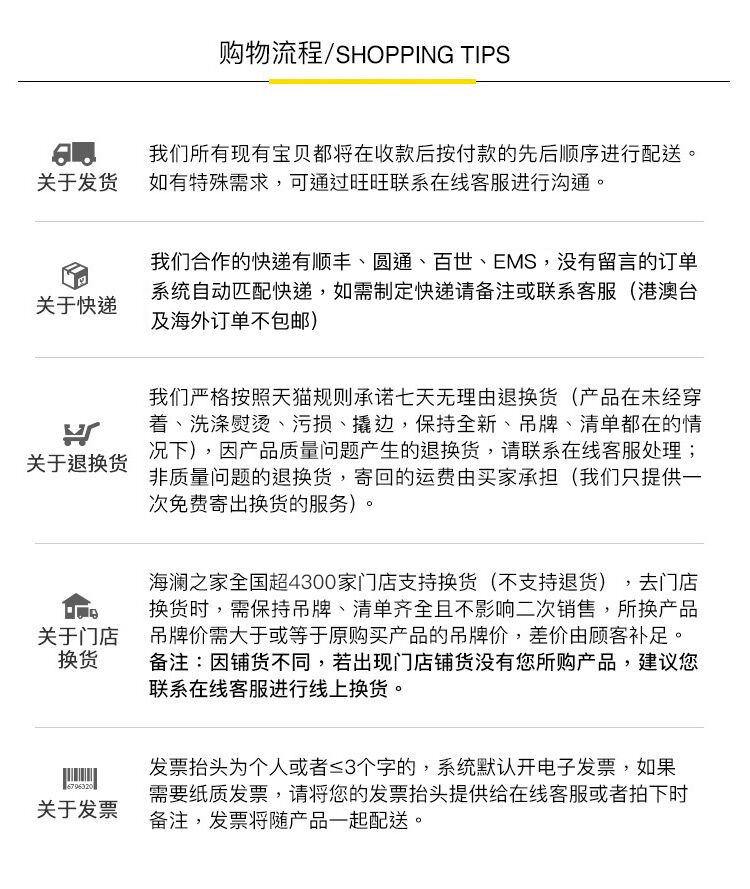 购物流程/SHOPPING TIPS
关于发货
我们所有现有宝贝都将在收款后按付款的先后顺序进行配送。
如有特殊需求，可通过旺旺联系在线客服进行沟通。
关于快递
我们合作的快递有顺丰、圆通、百世、EMS，没有留言的订单
系统自动匹配快递，如需制定快递请备注或联系客服（港澳台
及海外订单不包邮）
关于退换货
我们严格按照天猫规则承诺七天无理由退换货（产品在未经穿
着、洗涤熨烫、污损、撬边，保持全新、吊牌、清单都在的情
况下），因产品质量问题产生的退换货，请联系在线客服处理；
非质量问题的退换货，寄回的运费由买家承担（我们只提供一
次免费寄出换货的服务）。
关于门店
换货
海澜之家全国超4300家门店支持换货（不支持退货），去门店
换货时，需保持吊牌、清单齐全且不影响二次销售，所换产品
吊牌价需大于或等于原购买产品的吊牌价，差价由顾客补足。
备注：因铺货不同，若出现门店铺货没有您所购产品，建议您
联系在线客服进行线上换货。
6796320
关于发票
发票抬头为个人或者≤3个字的，系统默认开电子发票，如果
需要纸质发票，请将您的发票抬头提供给在线客服或者拍下时
备注，发票将随产品一起配送。